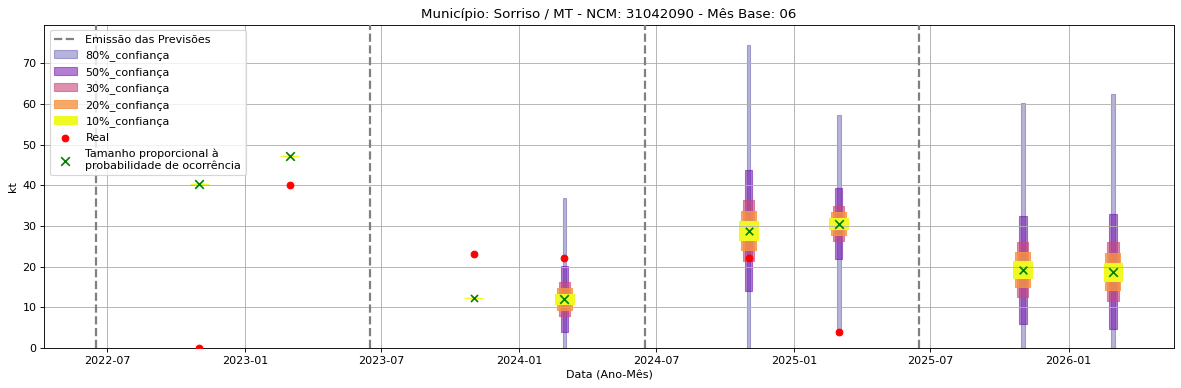 Município: Sorriso / MT - NCM: 31042090 - Mês Base: 06
Emissão das Previsões
80%_confiança
50%_confiança
30%_confiança
20%_confiança
10%_confiança
Real
Tamanho proporcional à
probabilidade de ocorrência
70
60
50
40
30
20
10
0
kt
2022-07
2023-01
2023-07
2024-01
2024-07
2025-01
2025-07
2026-01
Data (Ano-Mês)